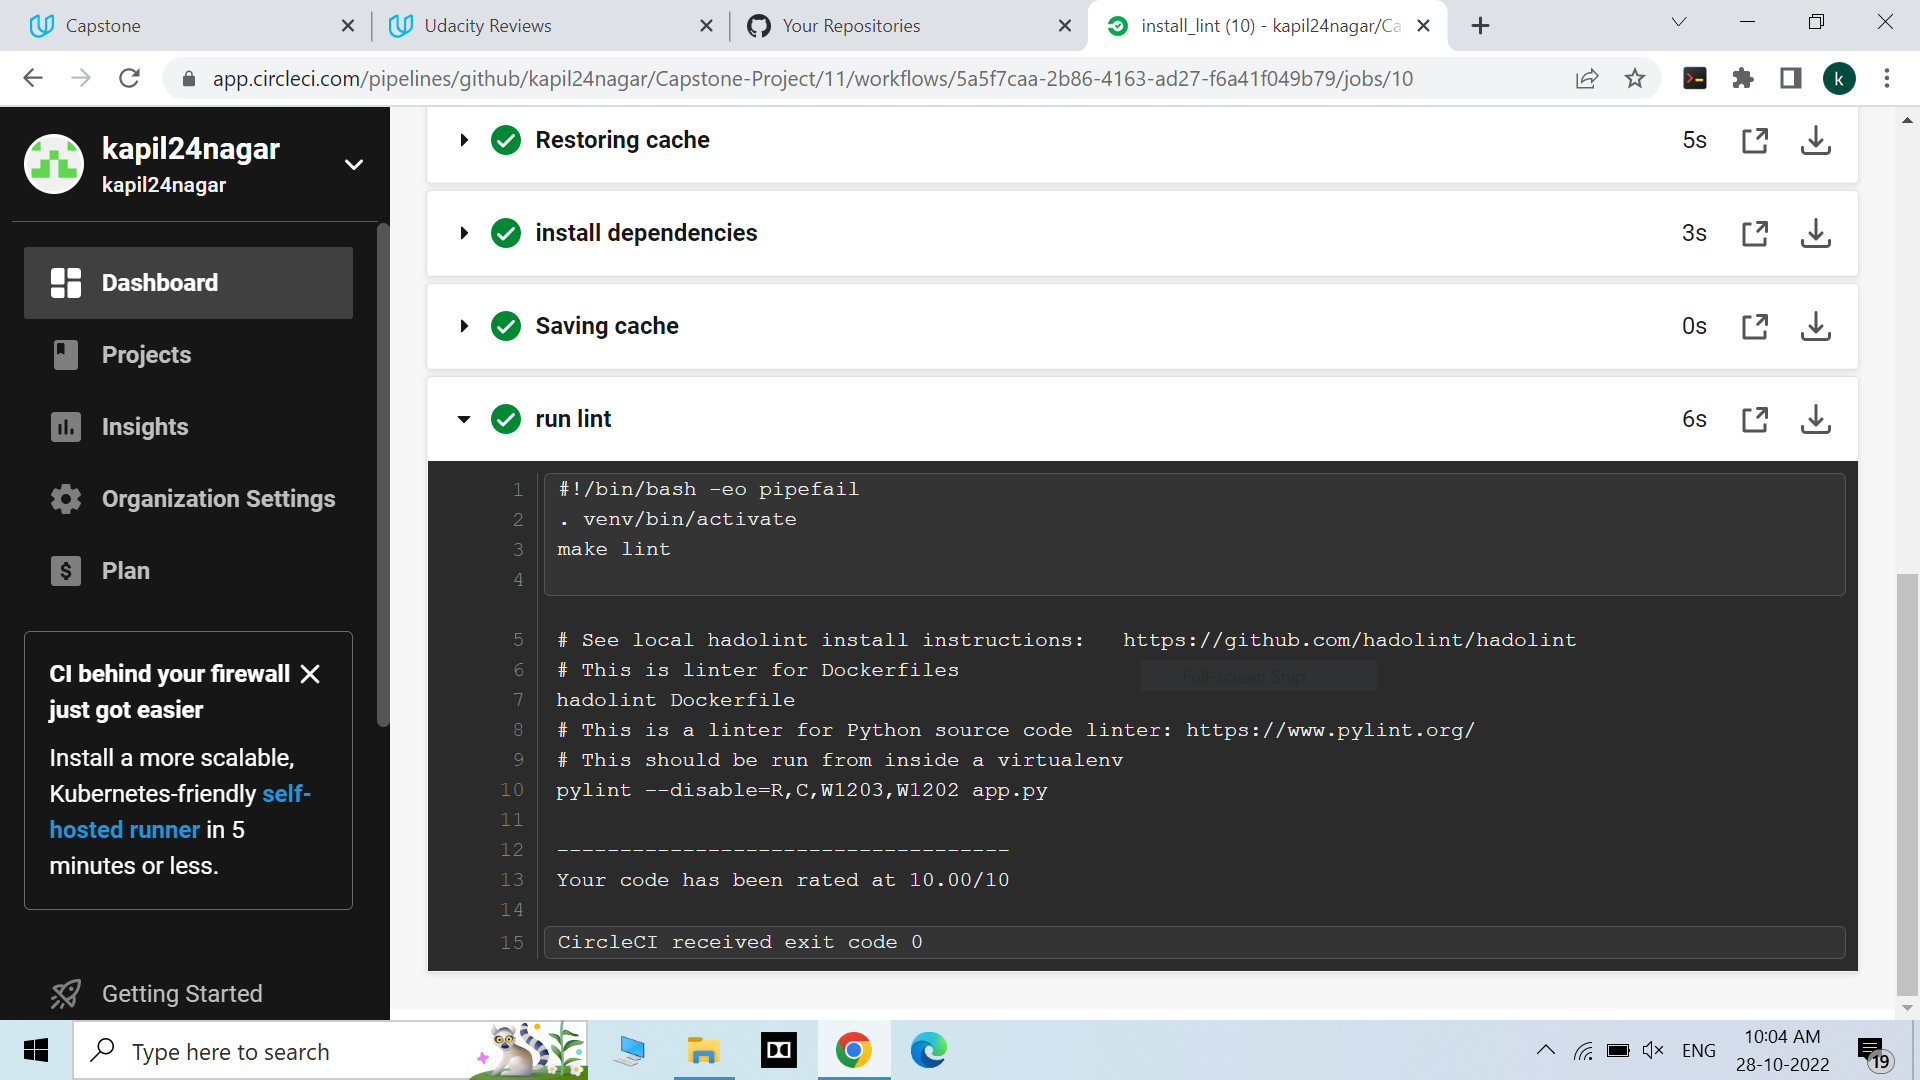 Capstone
Udacity Reviews
Your Repositories
install_lint (10) - kapil24nagar/Ca
app.circleci.com/pipelines/github/kapil24nagar/Capstone-Project/11/workflows/5a5f7caa-2b86-4163-ad27-f6a41f049b79/jobs/10
k
kapil24nagar
kapil24nagar
Dashboard
Projects
Insights
Organization Settings
Plan
CI behind your firewall
just got easier
Install a more scalable,
Kubernetes-friendly self-
hosted runner in 5
minutes or less.
Getting Started
Restoring cache 5s
install dependencies 3s
Saving cache 0s
run lint 6s
1 #!/bin/bash -eo pipefail
2 . venv/bin/activate
3 make lint
4
5 # See local hadolint install instructions:   https://github.com/hadolint/hadolint
6 # This is linter for Dockerfiles
Full-screen Snip
7 hadolint Dockerfile
8 # This is a linter for Python source code linter: https://www.pylint.org/
9 # This should be run from inside a virtualenv
10 pylint --disable=R,C,W1203,W1202 app.py
11
12 ------------------------------------
13 Your code has been rated at 10.00/10
14
15 CircleCI received exit code 0
Type here to search
ENG
10:04 AM
28-10-2022
19